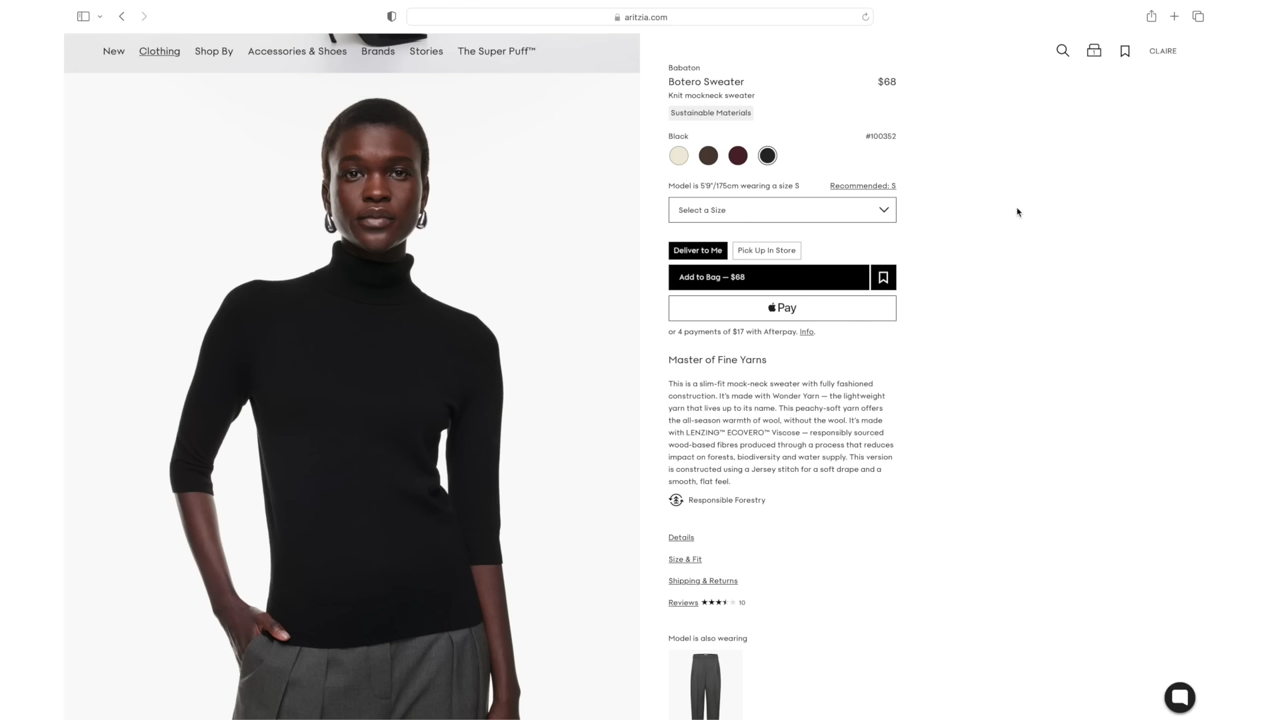 aritzia.com
New Clothing Shop By Accessories & Shoes Brands Stories The Super Puff™
1
CLAIRE
Babaton
Botero Sweater $68
Knit mockneck sweater
Sustainable Materials
Black #100352
Model is 5'9"/175cm wearing a size S Recommended: S
Select a Size
Deliver to Me Pick Up In Store
Add to Bag — $68
Pay
or 4 payments of $17 with Afterpay. Info.
Master of Fine Yarns
This is a slim-fit mock-neck sweater with fully fashioned
construction. It's made with Wonder Yarn — the lightweight
yarn that lives up to its name. This peachy-soft yarn offers
the all-season warmth of wool, without the wool. It's made
with LENZING™ ECOVERO™ Viscose — responsibly sourced
wood-based fibres produced through a process that reduces
impact on forests, biodiversity and water supply. This version
is constructed using a Jersey stitch for a soft drape and a
smooth, flat feel.
Responsible Forestry
Details
Size & Fit
Shipping & Returns
Reviews 10
Model is also wearing